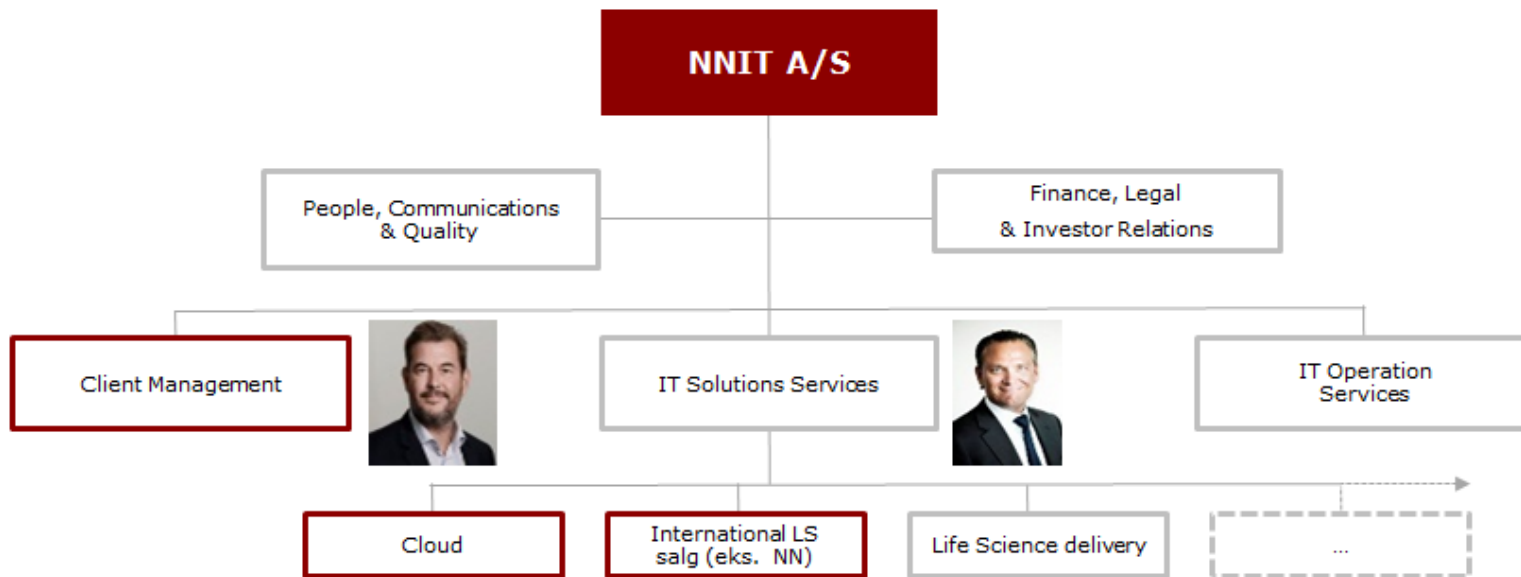 NNIT A/S
People, Communications
& Quality
Finance, Legal
& Investor Relations
Client Management
IT Solutions Services
IT Operation
Services
Cloud
International LS
salg (eks. NN)
Life Science delivery
...